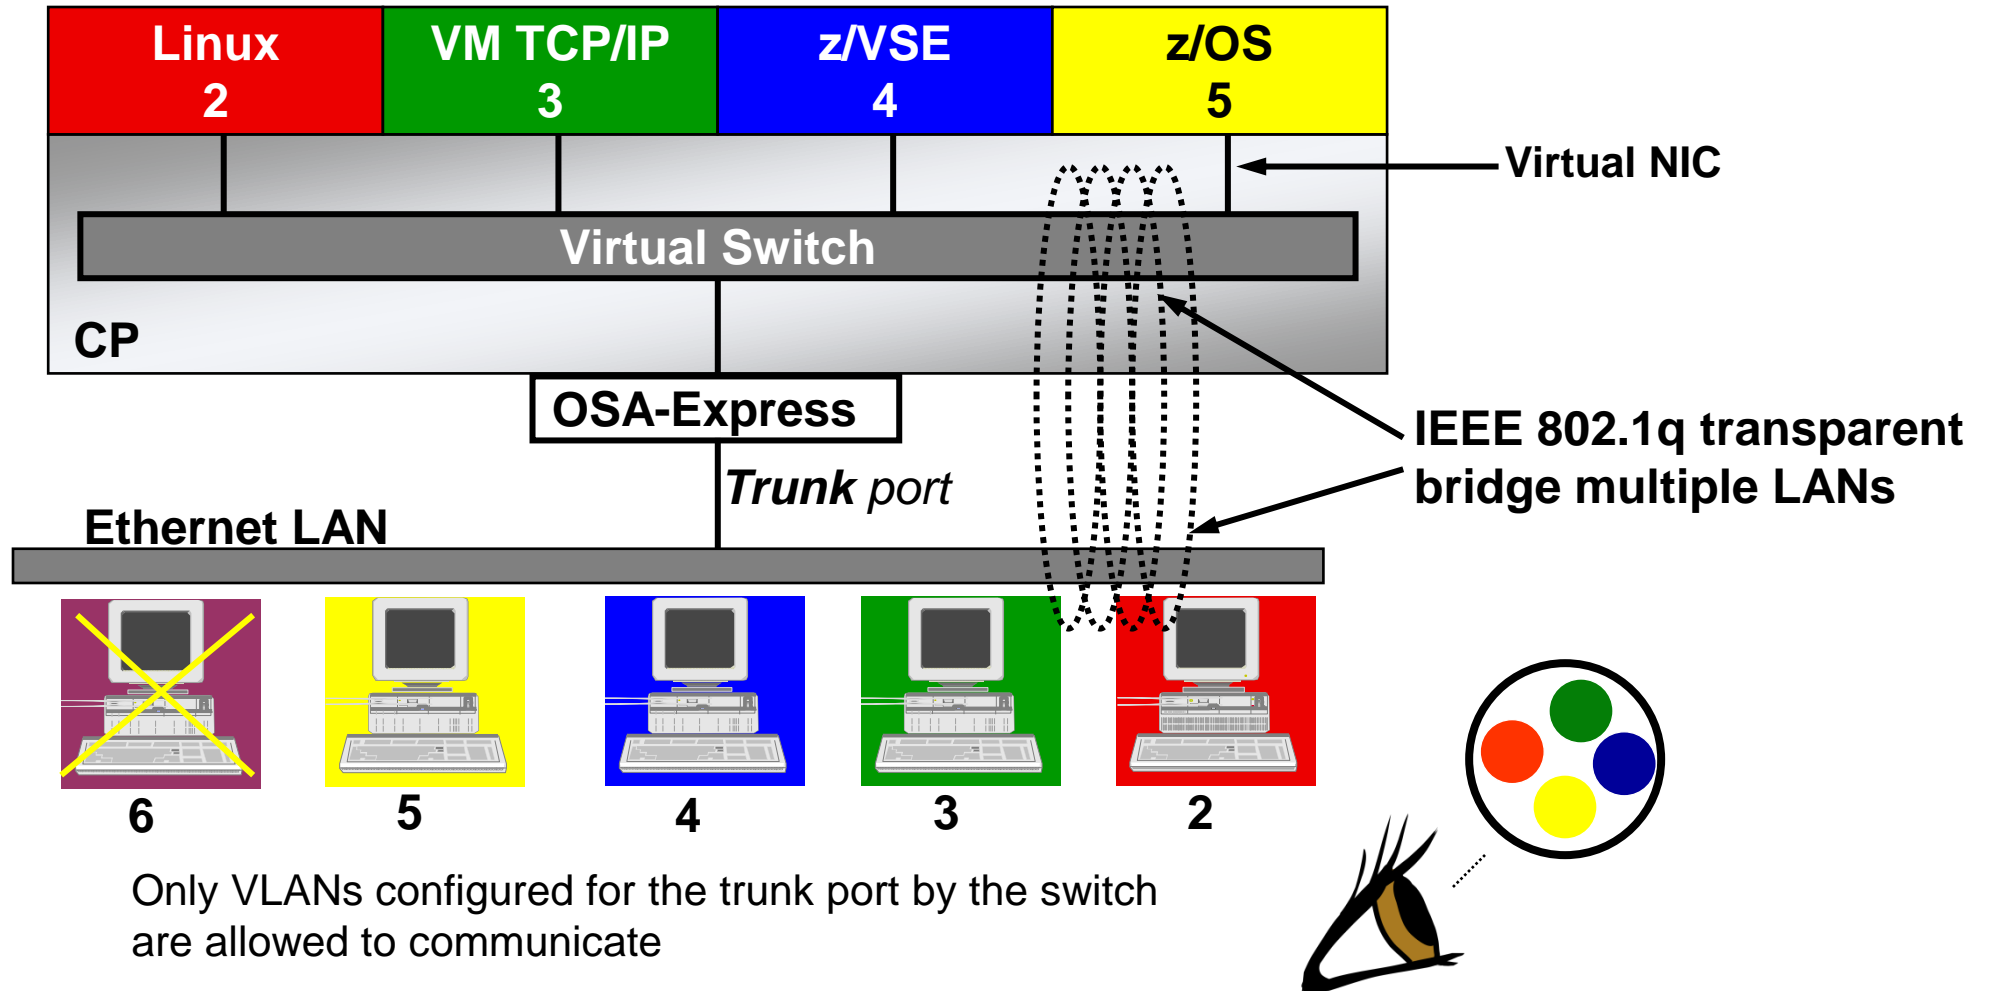 Linux
2
VM TCP/IP
3
z/VSE
4
z/OS
5
Virtual NIC
Virtual Switch
CP
OSA-Express
IEEE 802.1q transparent
bridge multiple LANs
Trunk port
Ethernet LAN
6
5
4
3
2
Only VLANs configured for the trunk port by the switch
are allowed to communicate